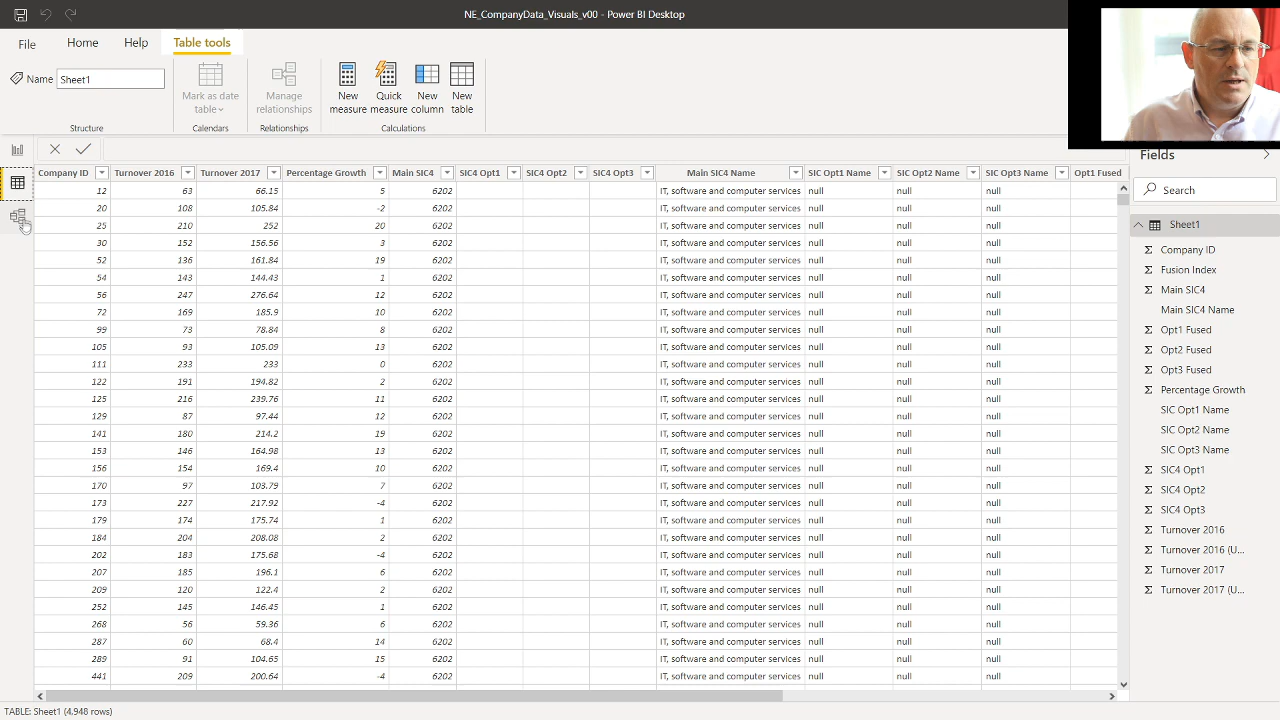 NE_CompanyData_Visuals_v00 - Power BI Desktop
File Home Help Table tools
Name Sheet1
Mark as date table
Manage relationships
New measure
Quick measure
New column
New table
Structure Calendars Relationships Calculations
Fields
Search
Company ID Turnover 2016 Turnover 2017 Percentage Growth Main SIC SIC4 Opt1 SIC4 Opt2 SIC4 Opt3 Main SIC4 Name SIC Opt1 Name SIC Opt2 Name SIC Opt3 Name Opt1 Fused
12 63 66.15 5 6202 IT, software and computer services null null null
20 108 105.84 -2 6202 IT, software and computer services null null null
25 210 252 20 6202 IT, software and computer services null null null
30 152 156.56 3 6202 IT, software and computer services null null null
52 136 161.84 19 6202 IT, software and computer services null null null
54 143 144.43 1 6202 IT, software and computer services null null null
56 247 276.64 12 6202 IT, software and computer services null null null
72 169 185.9 10 6202 IT, software and computer services null null null
99 73 78.84 8 6202 IT, software and computer services null null null
105 93 105.09 13 6202 IT, software and computer services null null null
111 233 233 0 6202 IT, software and computer services null null null
122 191 194.82 2 6202 IT, software and computer services null null null
125 216 239.76 11 6202 IT, software and computer services null null null
129 87 97.44 12 6202 IT, software and computer services null null null
141 180 214.2 19 6202 IT, software and computer services null null null
153 146 164.98 13 6202 IT, software and computer services null null null
156 154 169.4 10 6202 IT, software and computer services null null null
170 97 103.79 7 6202 IT, software and computer services null null null
173 227 217.92 -4 6202 IT, software and computer services null null null
179 174 175.74 1 6202 IT, software and computer services null null null
184 204 208.08 2 6202 IT, software and computer services null null null
202 183 175.68 -4 6202 IT, software and computer services null null null
207 185 196.1 6 6202 IT, software and computer services null null null
209 120 122.4 2 6202 IT, software and computer services null null null
252 145 146.45 1 6202 IT, software and computer services null null null
268 56 59.36 6 6202 IT, software and computer services null null null
287 60 68.4 14 6202 IT, software and computer services null null null
289 91 104.65 15 6202 IT, software and computer services null null null
441 209 200.64 -4 6202 IT, software and computer services null null null
Sheet1
Company ID
Fusion Index
Main SIC4
Main SIC4 Name
Opt1 Fused
Opt2 Fused
Opt3 Fused
Percentage Growth
SIC Opt1 Name
SIC Opt2 Name
SIC Opt3 Name
SIC4 Opt1
SIC4 Opt2
SIC4 Opt3
Turnover 2016
Turnover 2016 (U...
Turnover 2017
Turnover 2017 (U...
TABLE: Sheet1 (4,948 rows)